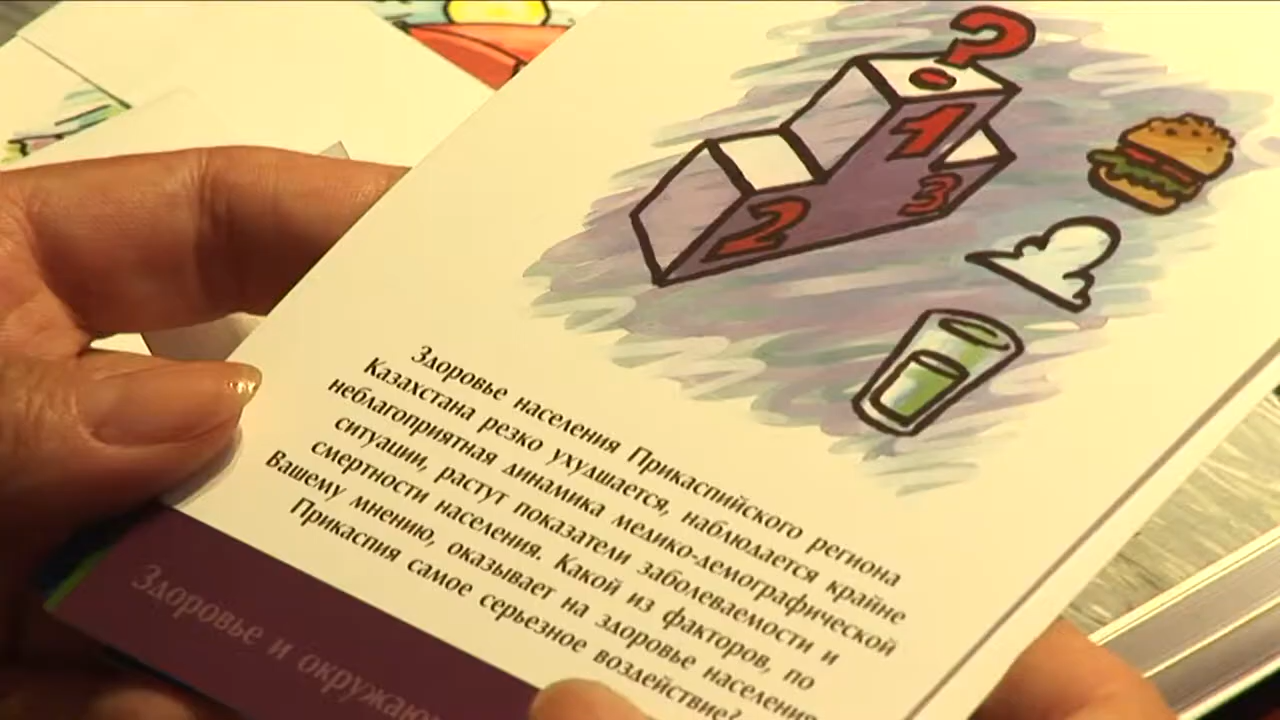 ?
1
2
3
Здоровье населения Прикаспийского региона
Казахстана резко ухудшается, наблюдается крайне
неблагоприятная динамика медико-демографической
ситуации, растут показатели заболеваемости и
смертности населения. Какой из факторов, по
Вашему мнению, оказывает на здоровье населения
Прикаспия самое серьезное воздействие?
Здоровье и окружаю